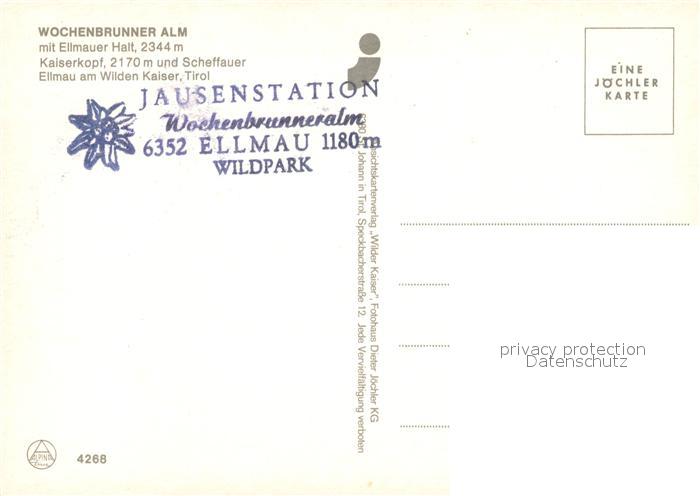 WOCHENBRUNNER ALM
mit Ellmauer Halt, 2344 m
Kaiserkopf, 2170 m und Scheffauer
Ellmau am Wilden Kaiser, Tirol
JAUSENSTATION
Wochenbrunneralm
6352 ELLMAU 1180m
WILDPARK
EINE
JÖCHLER
KARTE
Ansichtskartenverlag „Wilder Kaiser", Fotohaus Dieter Jöchler KG
St. Johann in Tirol, Speckbacherstraße 12. Jede Vervielfältigung verboten
privacy protection
Datenschutz
ALPINA
4268